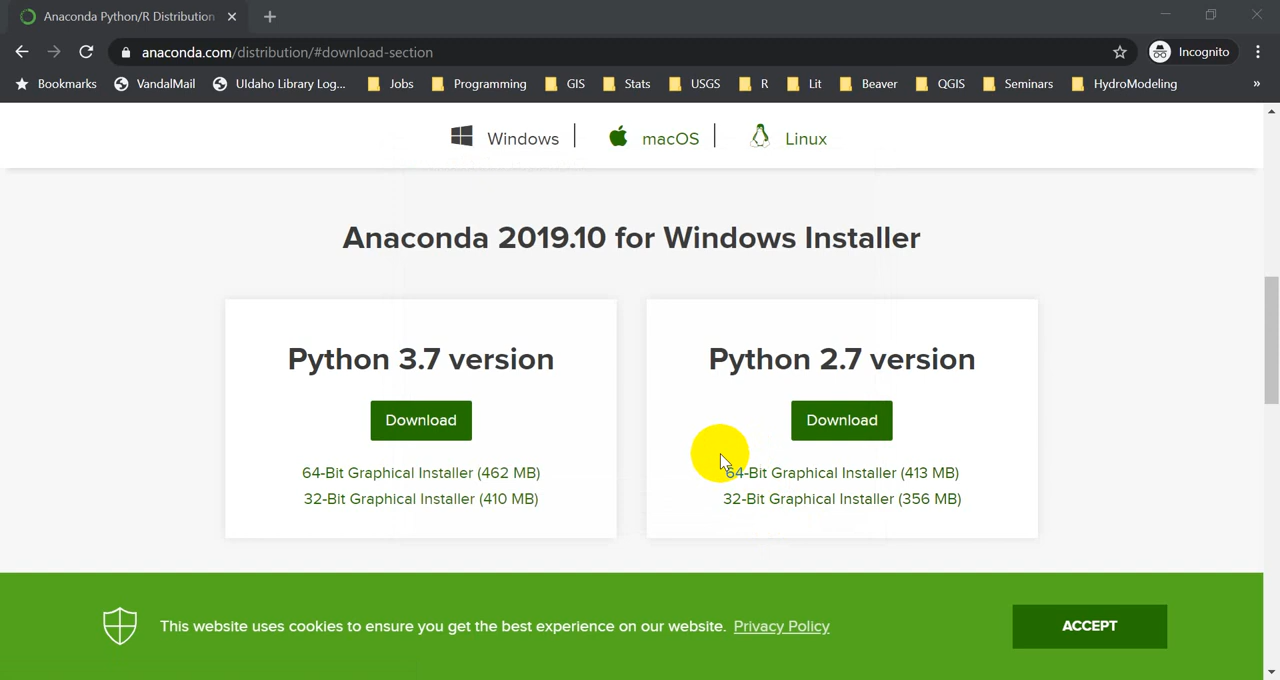 Anaconda Python/R Distribution
anaconda.com/distribution/#download-section
Incognito
Bookmarks VandalMail UIdaho Library Log... Jobs Programming GIS Stats USGS R Lit Beaver QGIS Seminars HydroModeling »
Windows macOS Linux
Anaconda 2019.10 for Windows Installer
Python 3.7 version
Download
64-Bit Graphical Installer (462 MB)
32-Bit Graphical Installer (410 MB)
Python 2.7 version
Download
64-Bit Graphical Installer (413 MB)
32-Bit Graphical Installer (356 MB)
This website uses cookies to ensure you get the best experience on our website. Privacy Policy
ACCEPT